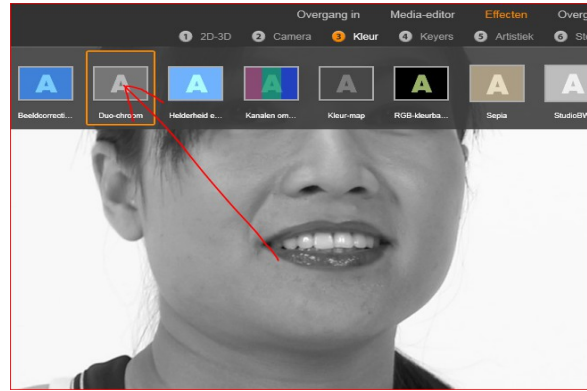 Overgang in Media-editor Effecten Overg
1 2D-3D 2 Camera 3 Kleur 4 Keyers 5 Artistiek 6 Ste
A A A A A A A A
Beeldcorrecti... Duo-chroom Helderheid e... Kanalen om... Kleur-map RGB-kleurba... Sepia StudioBW